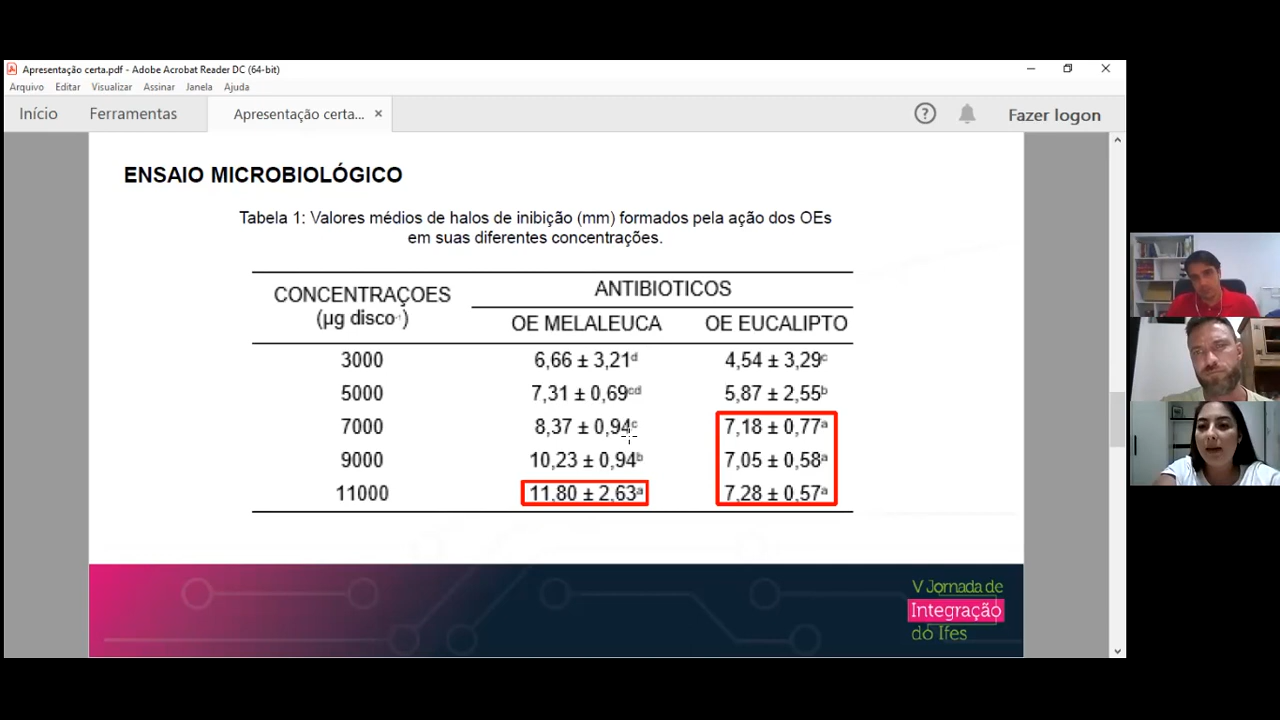 Apresentação certa.pdf - Adobe Acrobat Reader DC (64-bit)
Arquivo Editar Visualizar Assinar Janela Ajuda
Início Ferramentas Apresentação certa... × Fazer logon
ENSAIO MICROBIOLÓGICO
Tabela 1: Valores médios de halos de inibição (mm) formados pela ação dos OEs
em suas diferentes concentrações.
CONCENTRAÇOES ANTIBIOTICOS
(µg disco⁻¹) OE MELALEUCA OE EUCALIPTO
3000 6,66 ± 3,21ᵈ 4,54 ± 3,29ᶜ
5000 7,31 ± 0,69ᶜᵈ 5,87 ± 2,55ᵇ
7000 8,37 ± 0,94ᶜ 7,18 ± 0,77ᵃ
9000 10,23 ± 0,94ᵇ 7,05 ± 0,58ᵃ
11000 11,80 ± 2,63ᵃ 7,28 ± 0,57ᵃ
V Jornada de
Integração
do Ifes